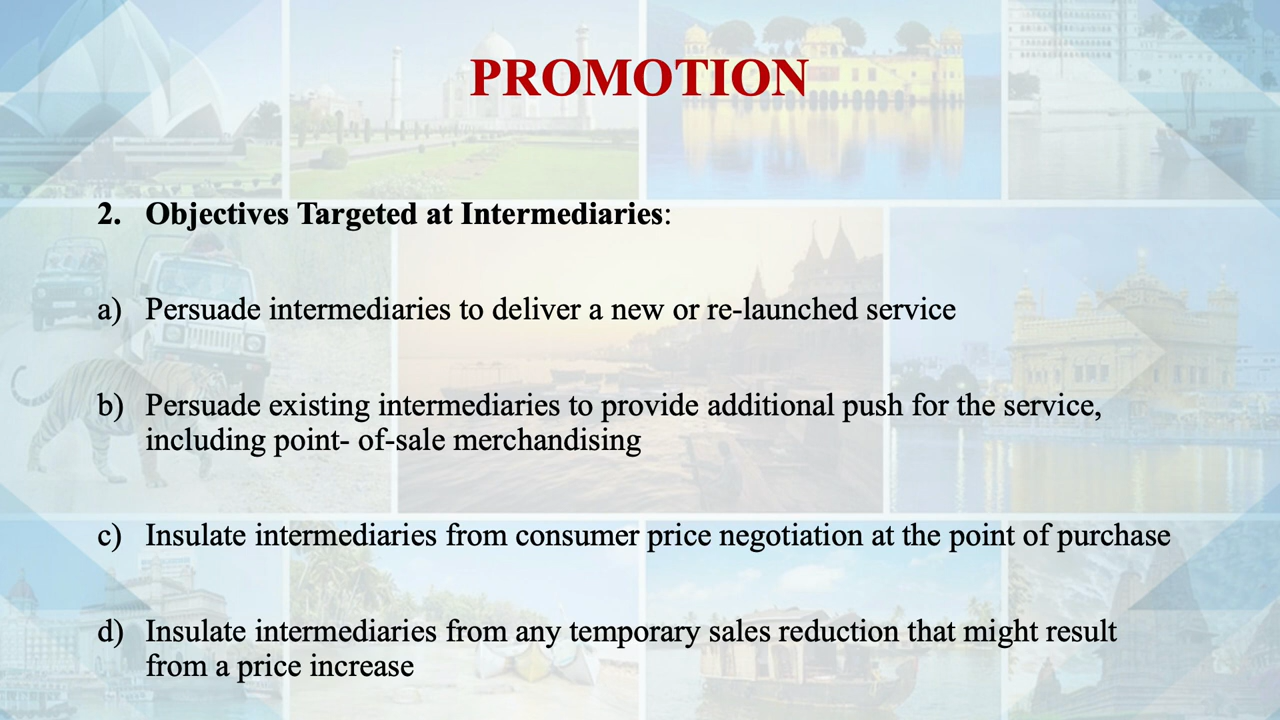 PROMOTION
2. Objectives Targeted at Intermediaries:
a) Persuade intermediaries to deliver a new or re-launched service
b) Persuade existing intermediaries to provide additional push for the service,
including point- of-sale merchandising
c) Insulate intermediaries from consumer price negotiation at the point of purchase
d) Insulate intermediaries from any temporary sales reduction that might result
from a price increase